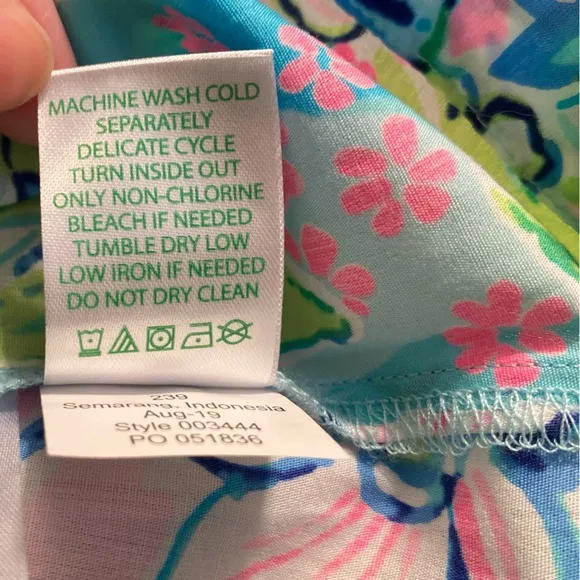 MACHINE WASH COLD
SEPARATELY
DELICATE CYCLE
TURN INSIDE OUT
ONLY NON-CHLORINE
BLEACH IF NEEDED
TUMBLE DRY LOW
LOW IRON IF NEEDED
DO NOT DRY CLEAN
239
Semarang, Indonesia
Aug-19
Style 003444
PO 051836